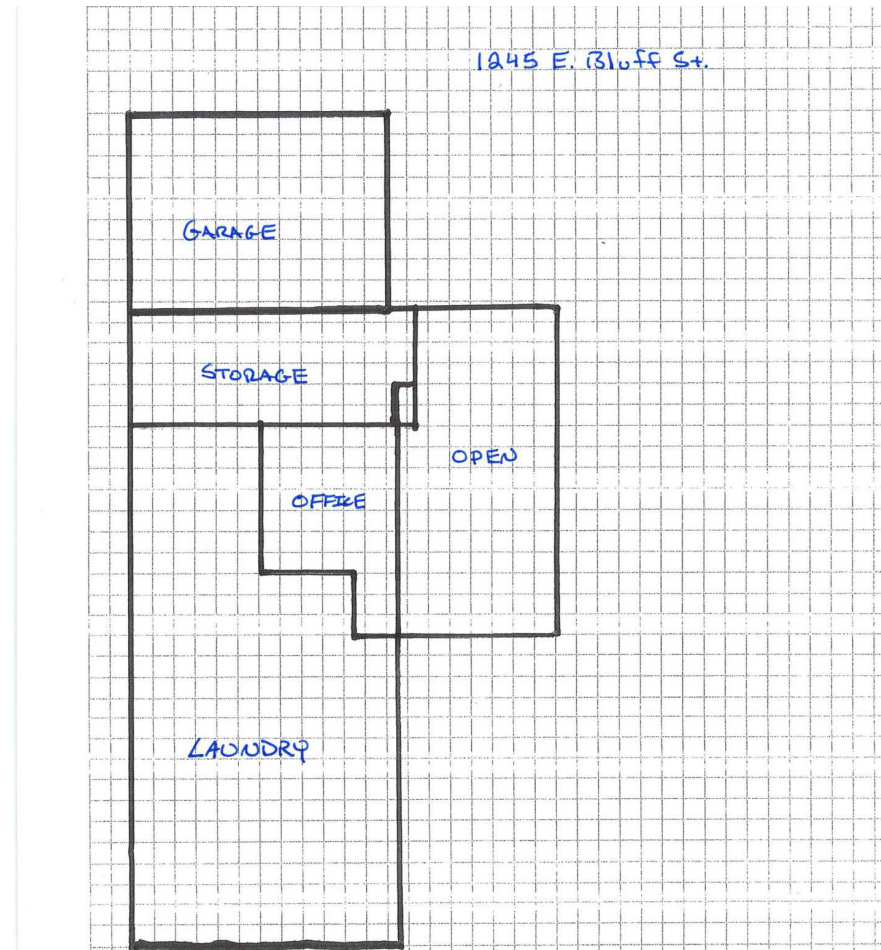 1245 E. Bluff St.
GARAGE
STORAGE
OPEN
OFFICE
LAUNDRY